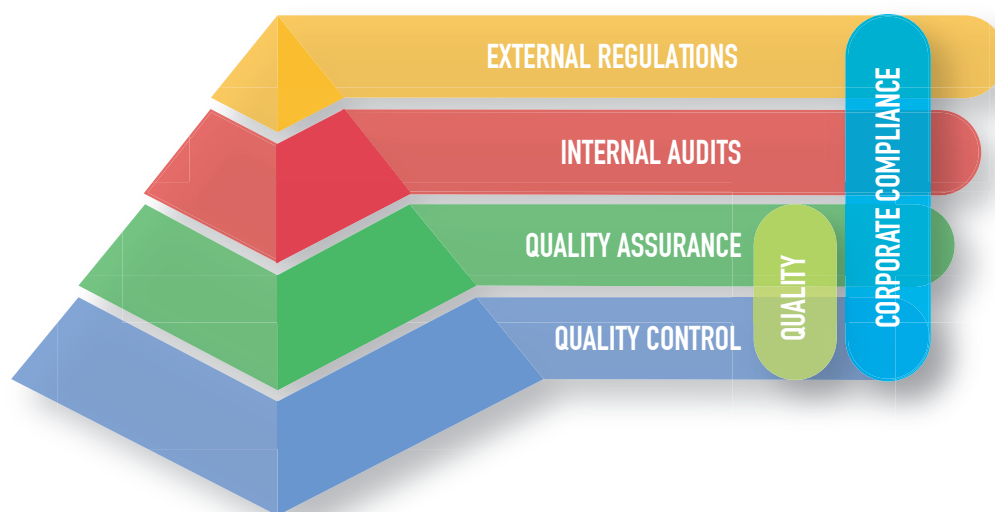 EXTERNAL REGULATIONS
INTERNAL AUDITS
QUALITY ASSURANCE
QUALITY CONTROL
QUALITY
CORPORATE COMPLIANCE